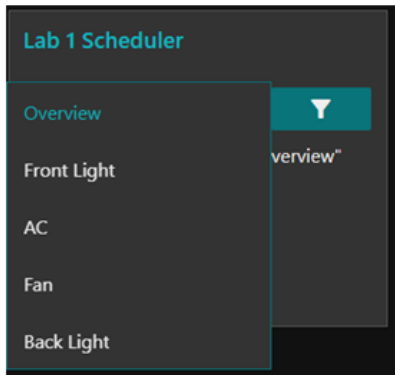 Lab 1 Scheduler
Overview
Front Light
verview"
AC
Fan
Back Light